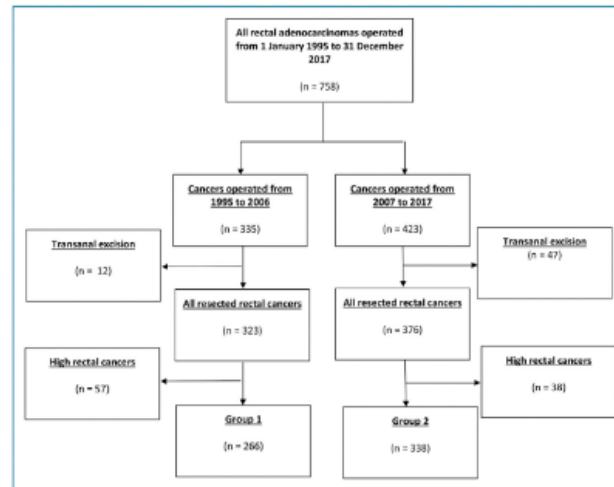 All rectal adenocarcinomas operated
from 1 January 1995 to 31 December
2017
(n = 758)
Cancers operated from
1995 to 2006
(n = 335)
Cancers operated from
2007 to 2017
(n = 423)
Transanal excision
(n = 12)
Transanal excision
(n = 47)
All resected rectal cancers
(n = 323)
All resected rectal cancers
(n = 376)
High rectal cancers
(n = 57)
High rectal cancers
(n = 38)
Group 1
(n = 266)
Group 2
(n = 338)